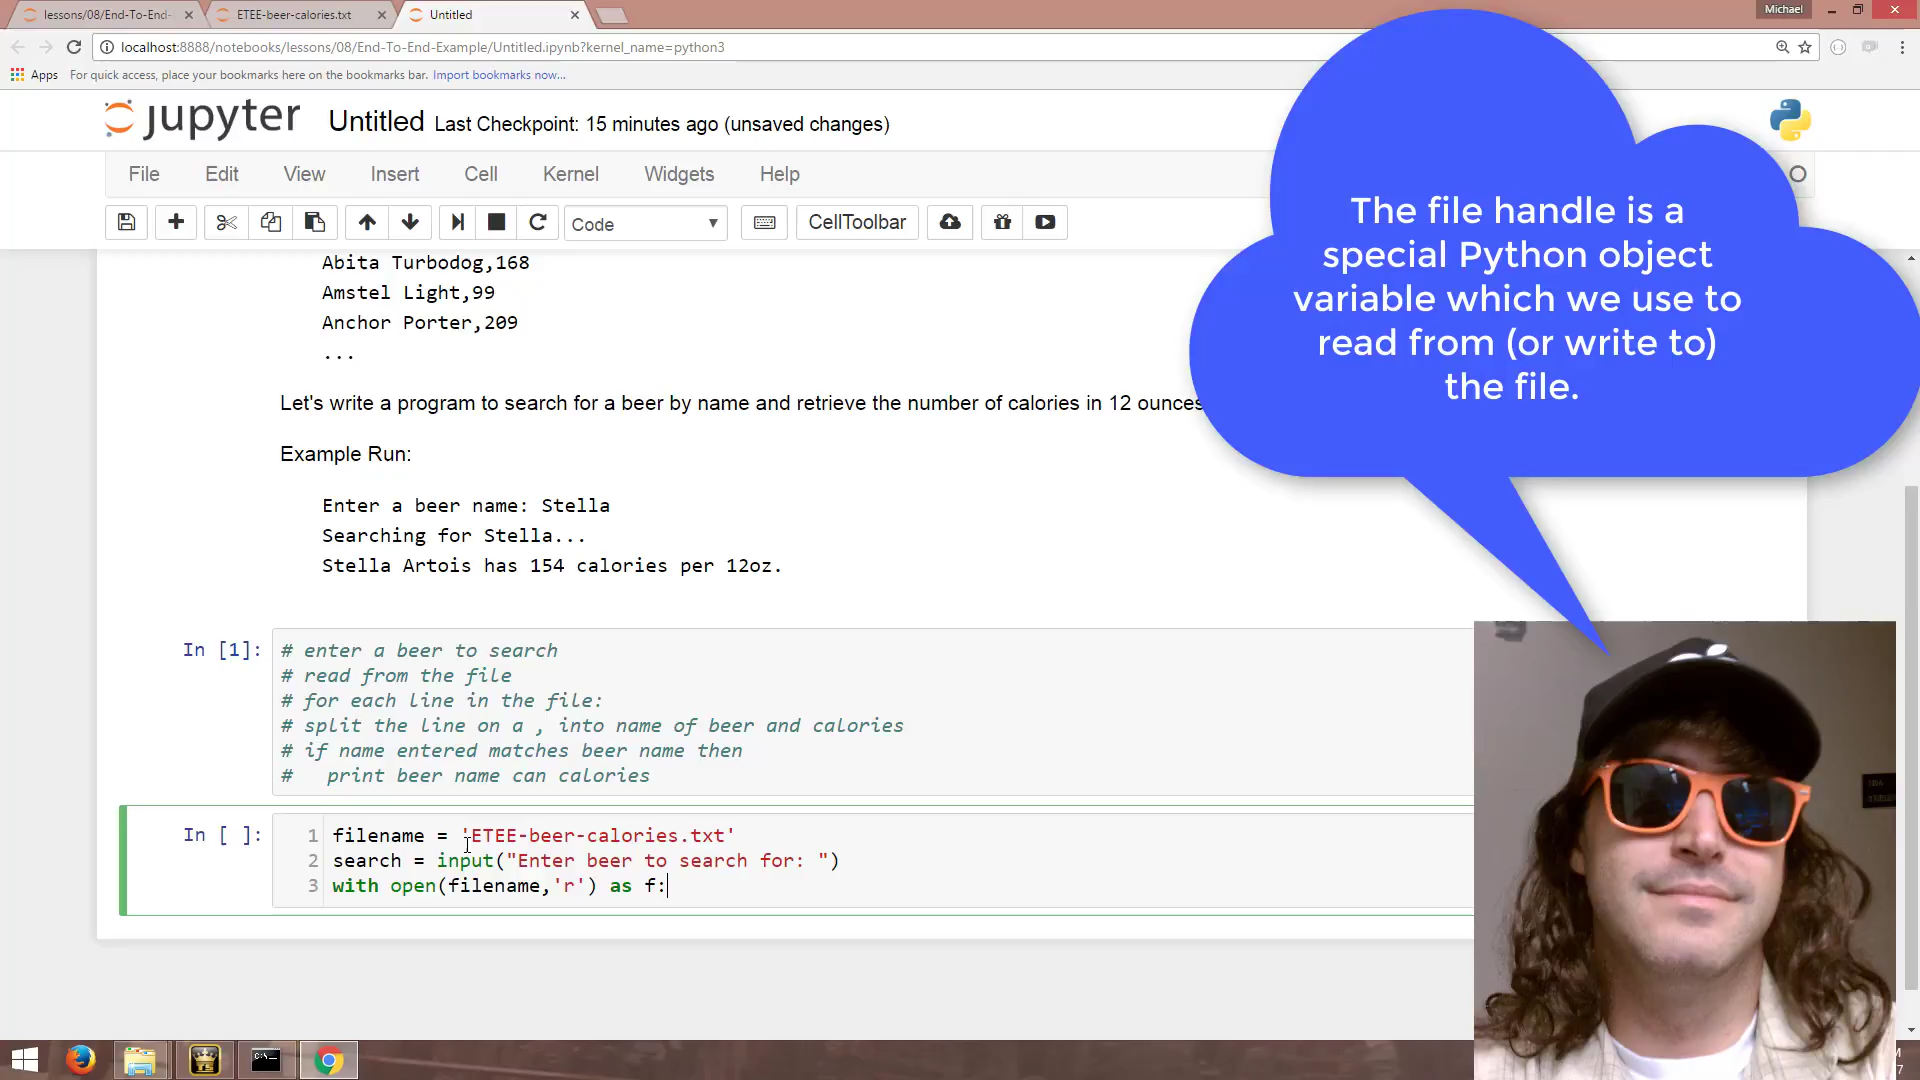 lessons/08/End-To-End-
ETEE-beer-calories.txt
Untitled
Michael
localhost:8888/notebooks/lessons/08/End-To-End-Example/Untitled.ipynb?kernel_name=python3
Apps For quick access, place your bookmarks here on the bookmarks bar. Import bookmarks now...
jupyter Untitled Last Checkpoint: 15 minutes ago (unsaved changes)
File Edit View Insert Cell Kernel Widgets Help
Code CellToolbar
Abita Turbodog,168
Amstel Light,99
Anchor Porter,209
...
Let's write a program to search for a beer by name and retrieve the number of calories in 12 ounces
Example Run:
Enter a beer name: Stella
Searching for Stella...
Stella Artois has 154 calories per 12oz.
In [1]:
# enter a beer to search
# read from the file
# for each line in the file:
# split the line on a , into name of beer and calories
# if name entered matches beer name then
#   print beer name can calories
In [ ]:
1 filename = 'ETEE-beer-calories.txt'
2 search = input("Enter beer to search for: ")
3 with open(filename,'r') as f:
The file handle is a
special Python object
variable which we use to
read from (or write to)
the file.